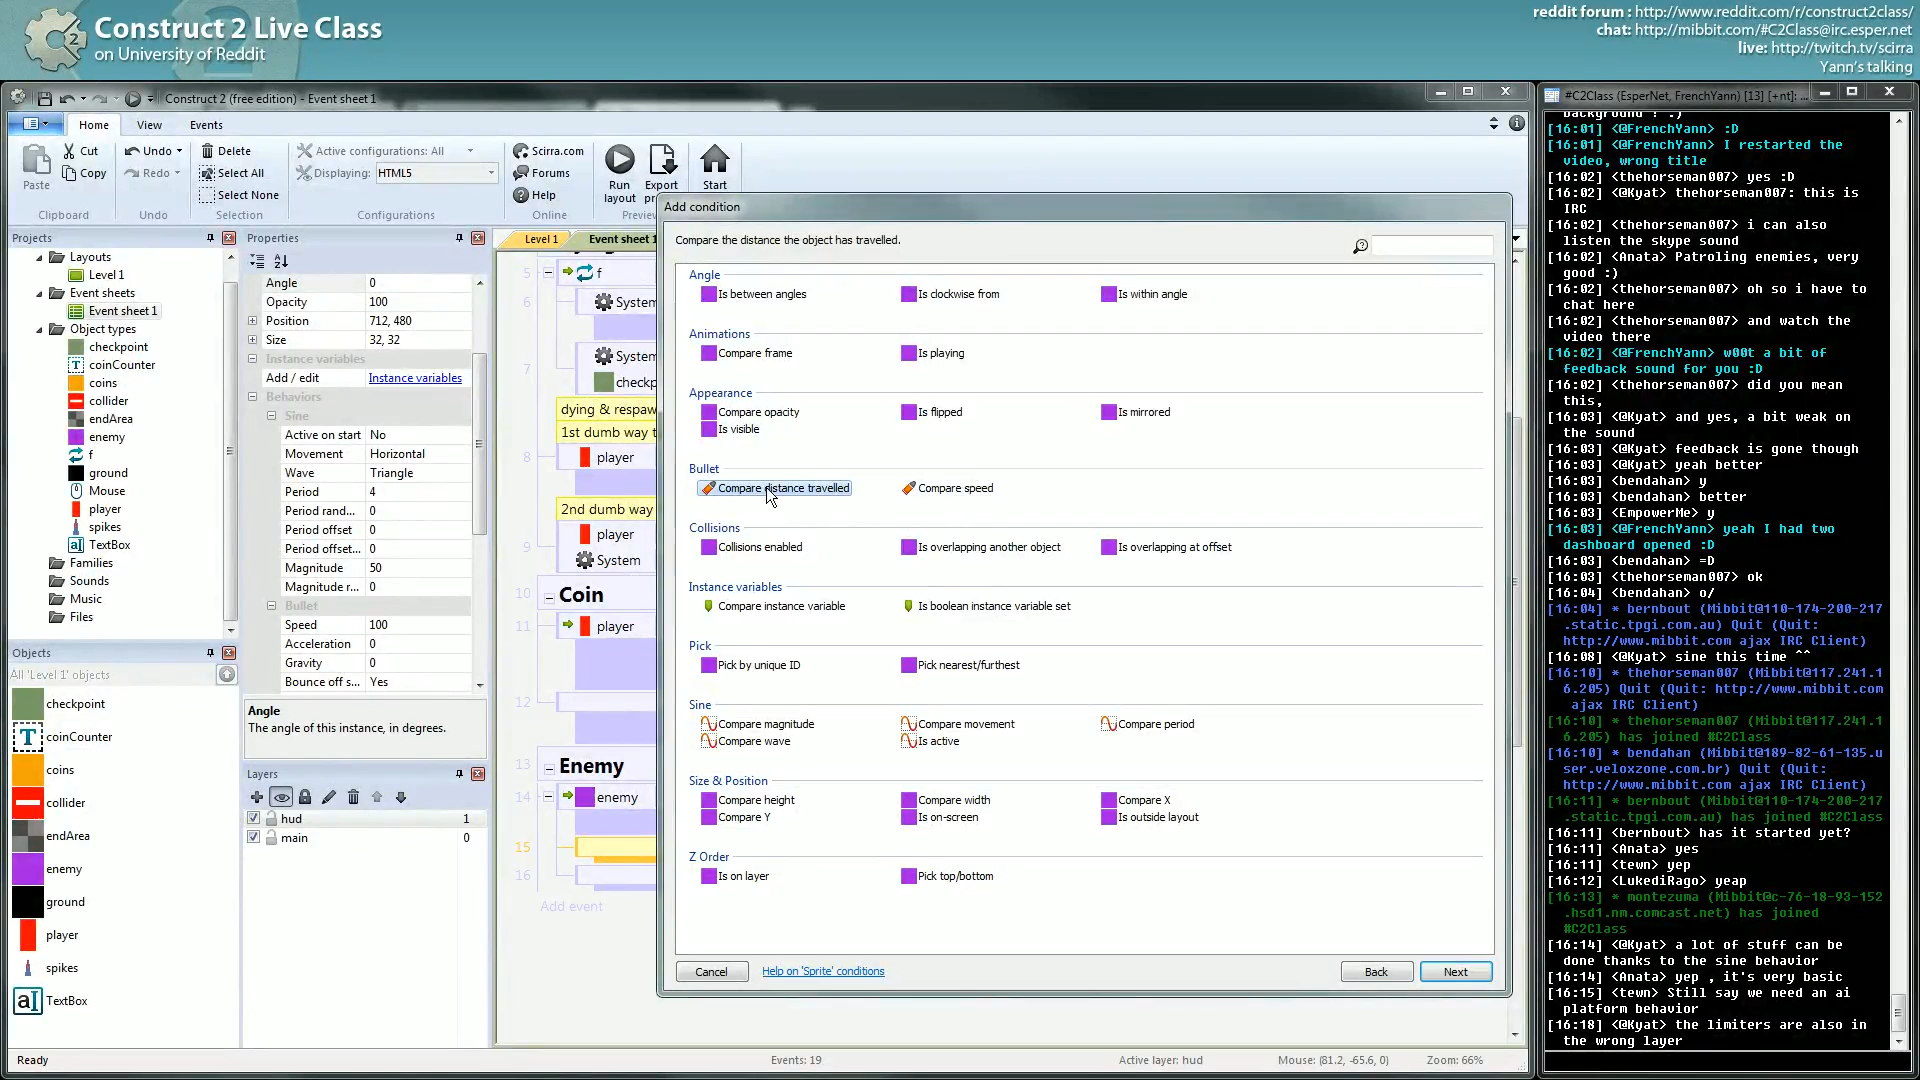 Construct 2 Live Class
on University of Reddit
reddit forum : http://www.reddit.com/r/construct2class/
chat: http://mibbit.com/#C2Class@irc.esper.net
live: http://twitch.tv/scirra
Yann's talking
Construct 2 (free edition) - Event sheet 1
Home View Events
Paste
Cut
Copy
Clipboard
Undo
Redo
Undo
Delete
Select All
Select None
Selection
Active configurations: All
Displaying: HTML5
Configurations
Scirra.com
Forums
Help
Online
Run
layout
Export
Start
Projects
Layouts
Level 1
Event sheets
Event sheet 1
Object types
checkpoint
coinCounter
coins
collider
endArea
enemy
f
ground
Mouse
player
spikes
TextBox
Families
Sounds
Music
Files
Objects
All 'Level 1' objects
checkpoint
coinCounter
coins
collider
endArea
enemy
ground
player
spikes
TextBox
Properties
Angle 0
Opacity 100
Position 712, 480
Size 32, 32
Instance variables
Add / edit Instance variables
Behaviors
Sine
Active on start No
Movement Horizontal
Wave Triangle
Period 4
Period rand... 0
Period offset 0
Period offset... 0
Magnitude 50
Magnitude r... 0
Bullet
Speed 100
Acceleration 0
Gravity 0
Bounce off s... Yes
Angle
The angle of this instance, in degrees.
Layers
hud 1
main 0
Level 1 Event sheet 1
5 f
6 System
7 System
checkp
dying & respaw
1st dumb way t
8 player
2nd dumb way
9 player
System
10 Coin
11 player
12
13 Enemy
14 enemy
15
16
Add event
Add condition
Compare the distance the object has travelled.
Angle
Is between angles Is clockwise from Is within angle
Animations
Compare frame Is playing
Appearance
Compare opacity Is flipped Is mirrored
Is visible
Bullet
Compare distance travelled Compare speed
Collisions
Collisions enabled Is overlapping another object Is overlapping at offset
Instance variables
Compare instance variable Is boolean instance variable set
Pick
Pick by unique ID Pick nearest/furthest
Sine
Compare magnitude Compare movement Compare period
Compare wave Is active
Size & Position
Compare height Compare width Compare X
Compare Y Is on-screen Is outside layout
Z Order
Is on layer Pick top/bottom
Cancel Help on 'Sprite' conditions Back Next
Ready Events: 19 Active layer: hud Mouse: (81.2, -65.6, 0) Zoom: 66%
#C2Class (EsperNet, FrenchYann) [13] [+nt]: ...
background ! :)
[16:01] <@FrenchYann> :D
[16:01] <@FrenchYann> I restarted the
video, wrong title
[16:02] <thehorseman007> yes :D
[16:02] <@Kyat> thehorseman007: this is
IRC
[16:02] <thehorseman007> i can also
listen the skype sound
[16:02] <Anata> Patroling enemies, very
good :)
[16:02] <thehorseman007> oh so i have to
chat here
[16:02] <thehorseman007> and watch the
video there
[16:02] <@FrenchYann> w00t a bit of
feedback sound for you :D
[16:02] <thehorseman007> did you mean
this,
[16:03] <@Kyat> and yes, a bit weak on
the sound
[16:03] <@Kyat> feedback is gone though
[16:03] <@Kyat> yeah better
[16:03] <bendahan> y
[16:03] <bendahan> better
[16:03] <EmpowerMe> y
[16:03] <@FrenchYann> yeah I had two
dashboard opened :D
[16:03] <bendahan> =D
[16:03] <thehorseman007> ok
[16:04] <bendahan> o/
[16:04] * bernbout (Mibbit@110-174-200-217
.static.tpgi.com.au) Quit (Quit:
http://www.mibbit.com ajax IRC Client)
[16:08] <@Kyat> sine this time ^^
[16:10] * thehorseman007 (Mibbit@117.241.1
6.205) Quit (Quit: http://www.mibbit.com
ajax IRC Client)
[16:10] * thehorseman007 (Mibbit@117.241.1
6.205) has joined #C2Class
[16:10] * bendahan (Mibbit@189-82-61-135.u
ser.veloxzone.com.br) Quit (Quit:
http://www.mibbit.com ajax IRC Client)
[16:11] * bernbout (Mibbit@110-174-200-217
.static.tpgi.com.au) has joined #C2Class
[16:11] <bernbout> has it started yet?
[16:11] <Anata> yes
[16:11] <tewn> yep
[16:12] <LukediRago> yeap
[16:13] * montezuma (Mibbit@c-76-18-93-152
.hsd1.nm.comcast.net) has joined
#C2Class
[16:14] <@Kyat> a lot of stuff can be
done thanks to the sine behavior
[16:14] <Anata> yep , it's very basic
[16:15] <tewn> Still say we need an ai
platform behavior
[16:18] <@Kyat> the limiters are also in
the wrong layer